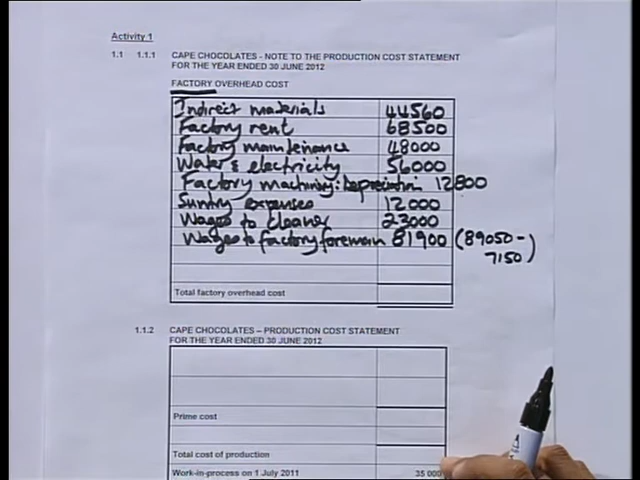 Activity 1
1.1 1.1.1 CAPE CHOCOLATES - NOTE TO THE PRODUCTION COST STATEMENT
FOR THE YEAR ENDED 30 JUNE 2012
FACTORY OVERHEAD COST
Indirect materials 44560
Factory rent 68500
Factory maintenance 48000
Water & electricity 56000
Factory machinery: Depreciation 12800
Sundry expenses 12000
Wages to cleaner 23000
Wages to factory foreman 81900 (89050 -
7150)
Total factory overhead cost
1.1.2 CAPE CHOCOLATES – PRODUCTION COST STATEMENT
FOR THE YEAR ENDED 30 JUNE 2012
Prime cost
Total cost of production
Work-in-process on 1 July 2011 35 000